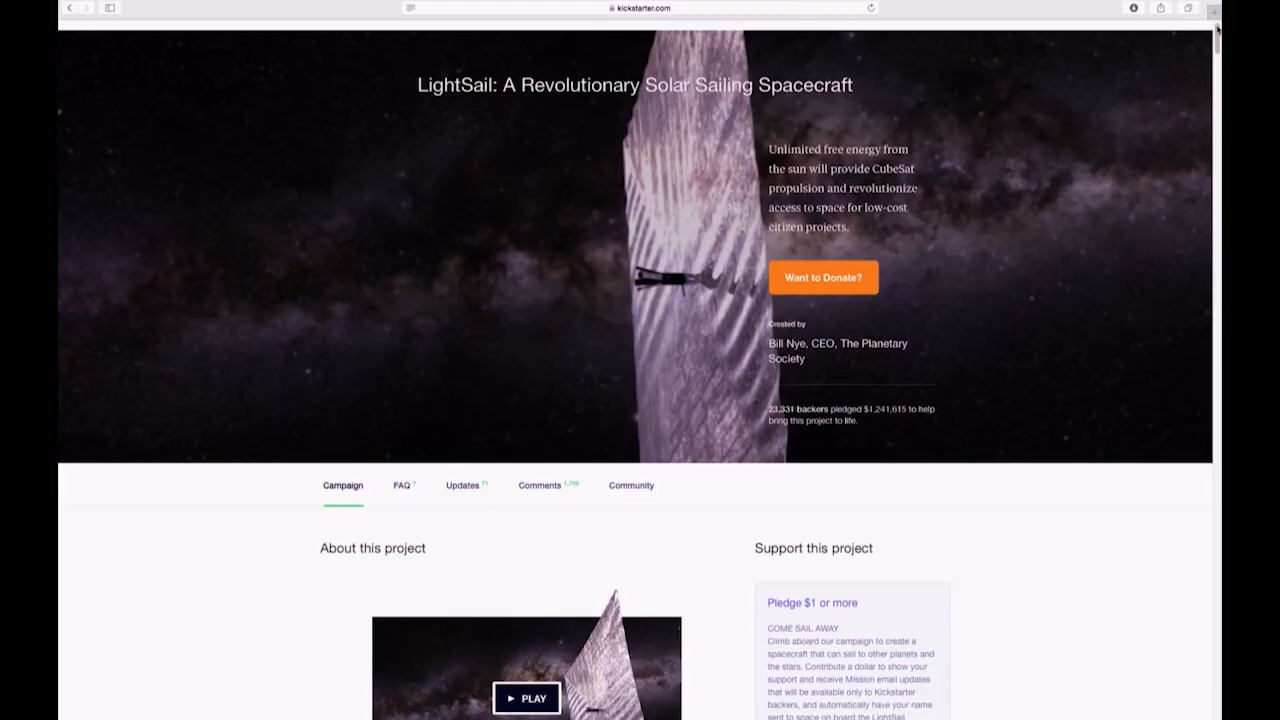 kickstarter.com
LightSail: A Revolutionary Solar Sailing Spacecraft
Unlimited free energy from
the sun will provide CubeSat
propulsion and revolutionize
access to space for low-cost
citizen projects.
Want to Donate?
Created by
Bill Nye, CEO, The Planetary
Society
23,331 backers pledged $1,241,615 to help
bring this project to life.
Campaign FAQ 7 Updates 71 Comments Community
About this project
Support this project
Pledge $1 or more
COME SAIL AWAY
Climb aboard our campaign to create a
spacecraft that can sail to other planets and
the stars. Contribute a dollar to show your
support and receive Mission email updates
that will be available only to Kickstarter
backers, and automatically have your name
sent to space on board the LightSail
PLAY